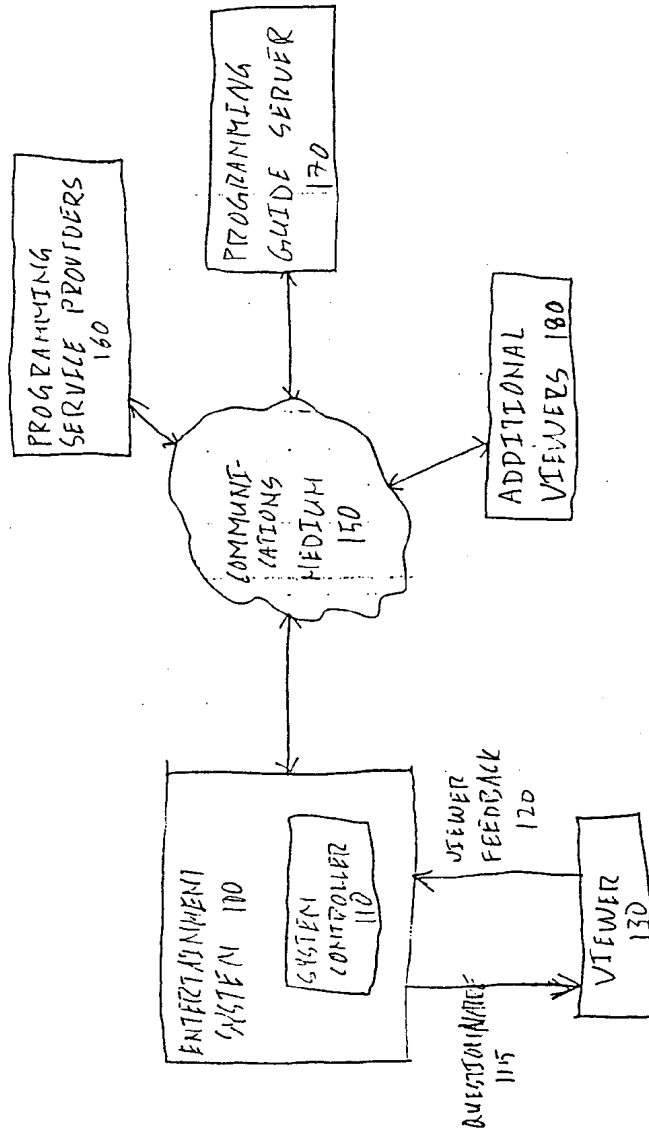 PROGRAMMING
SERVICE PROVIDERS
160
PROGRAMMING
GUIDE SERVER
170
COMMUNI-
CATIONS
MEDIUM
150
ADDITIONAL
VIEWERS 180
ENTERTAINMENT
SYSTEM 100
SYSTEM
CONTROLLER
110
VIEWER
FEEDBACK
120
QUESTIONNAIRE
115
VIEWER
130